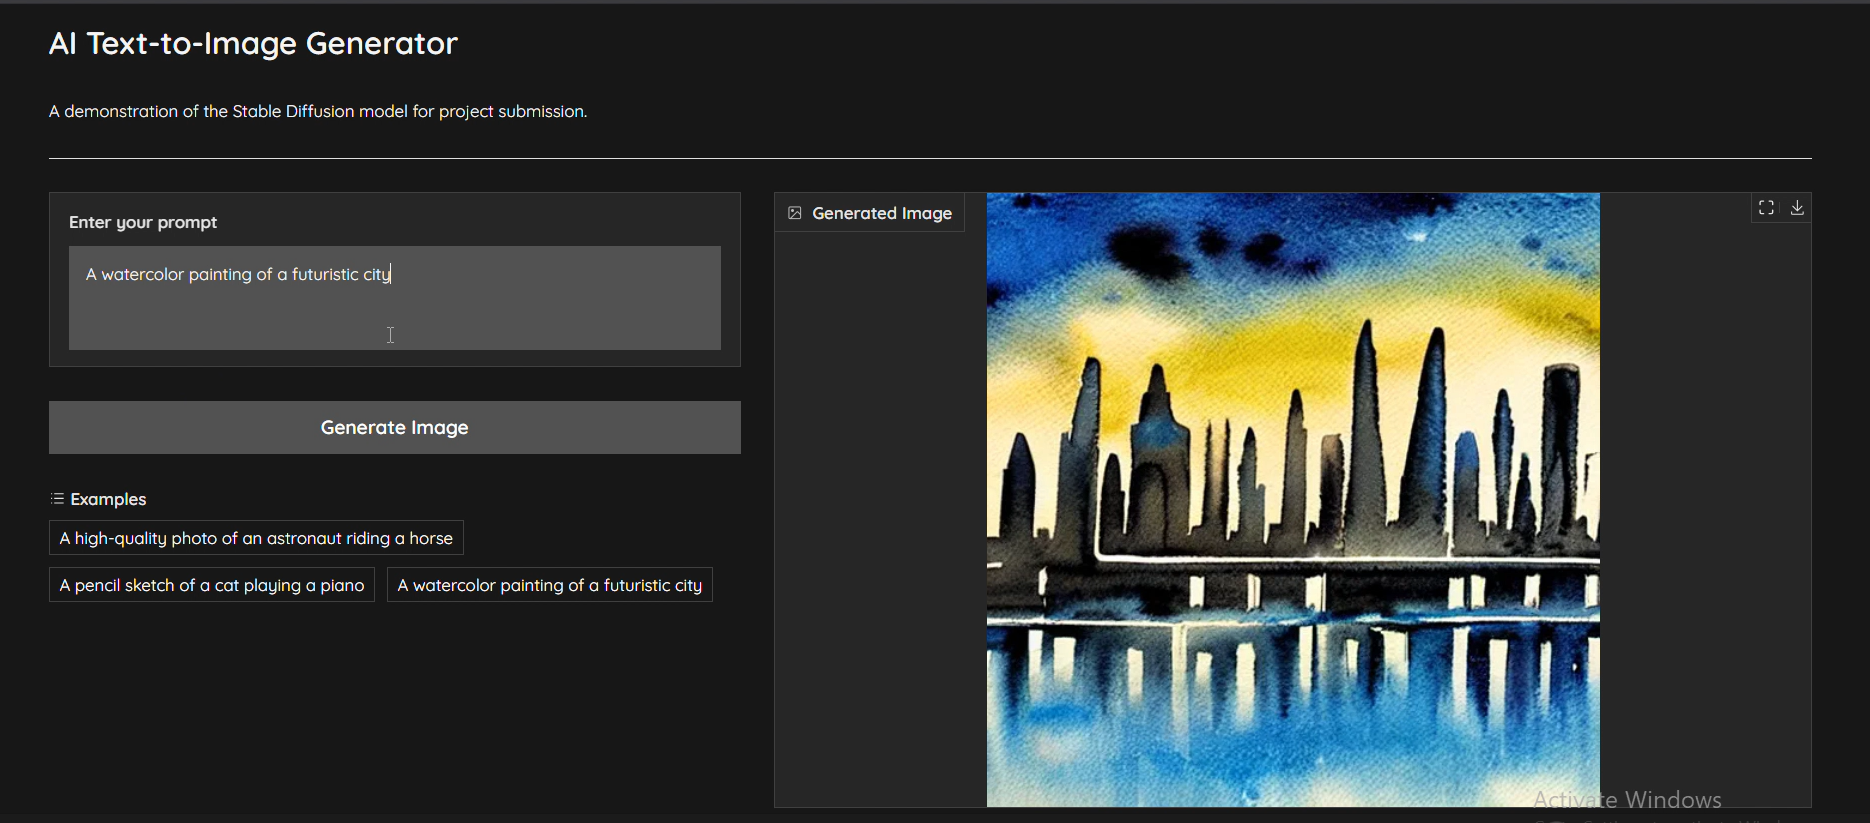 AI Text-to-Image Generator
A demonstration of the Stable Diffusion model for project submission.
Enter your prompt
A watercolor painting of a futuristic city
Generate Image
Examples
A high-quality photo of an astronaut riding a horse
A pencil sketch of a cat playing a piano
A watercolor painting of a futuristic city
Generated Image
Activate Windows